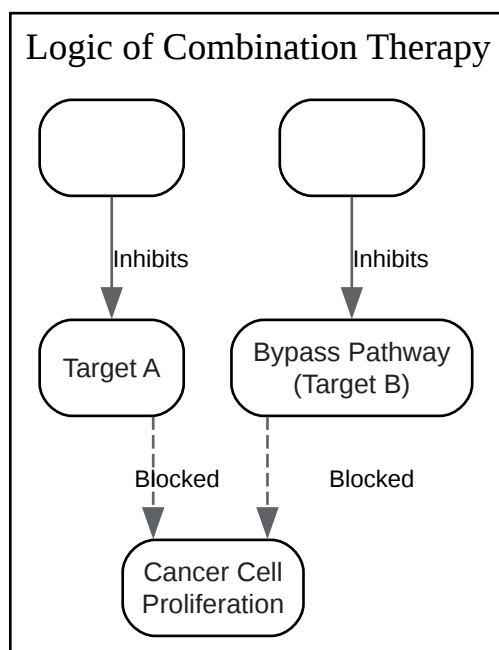 Logic of Combination Therapy
Inhibits
Inhibits
Target A
Bypass Pathway
(Target B)
Blocked
Blocked
Cancer Cell
Proliferation